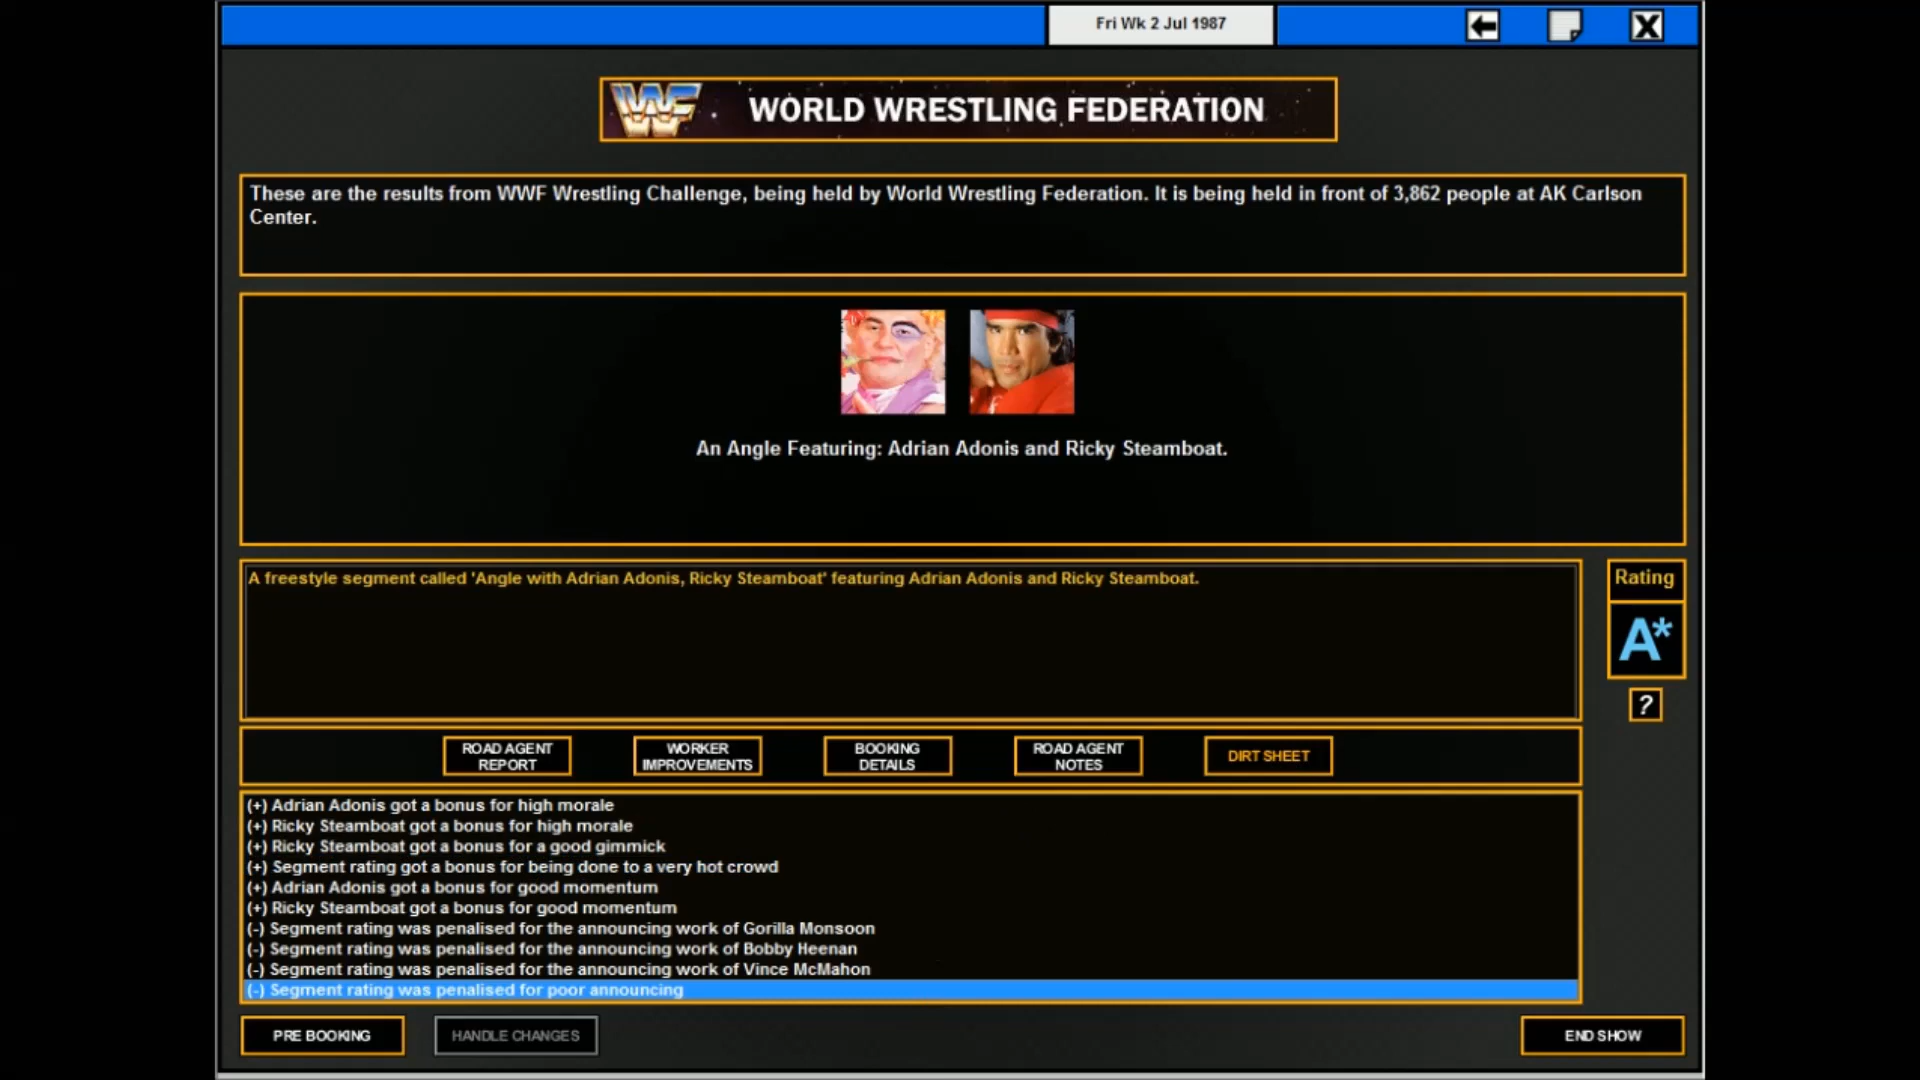 Fri Wk 2 Jul 1987
WF
WORLD WRESTLING FEDERATION
These are the results from WWF Wrestling Challenge, being held by World Wrestling Federation. It is being held in front of 3,862 people at AK Carlson
Center.
An Angle Featuring: Adrian Adonis and Ricky Steamboat.
A freestyle segment called 'Angle with Adrian Adonis, Ricky Steamboat' featuring Adrian Adonis and Ricky Steamboat.
Rating
A*
?
ROAD AGENT REPORT
WORKER IMPROVEMENTS
BOOKING DETAILS
ROAD AGENT NOTES
DIRT SHEET
(+) Adrian Adonis got a bonus for high morale
(+) Ricky Steamboat got a bonus for high morale
(+) Ricky Steamboat got a bonus for a good gimmick
(+) Segment rating got a bonus for being done to a very hot crowd
(+) Adrian Adonis got a bonus for good momentum
(+) Ricky Steamboat got a bonus for good momentum
(-) Segment rating was penalised for the announcing work of Gorilla Monsoon
(-) Segment rating was penalised for the announcing work of Bobby Heenan
(-) Segment rating was penalised for the announcing work of Vince McMahon
(-) Segment rating was penalised for poor announcing
PRE BOOKING
HANDLE CHANGES
END SHOW